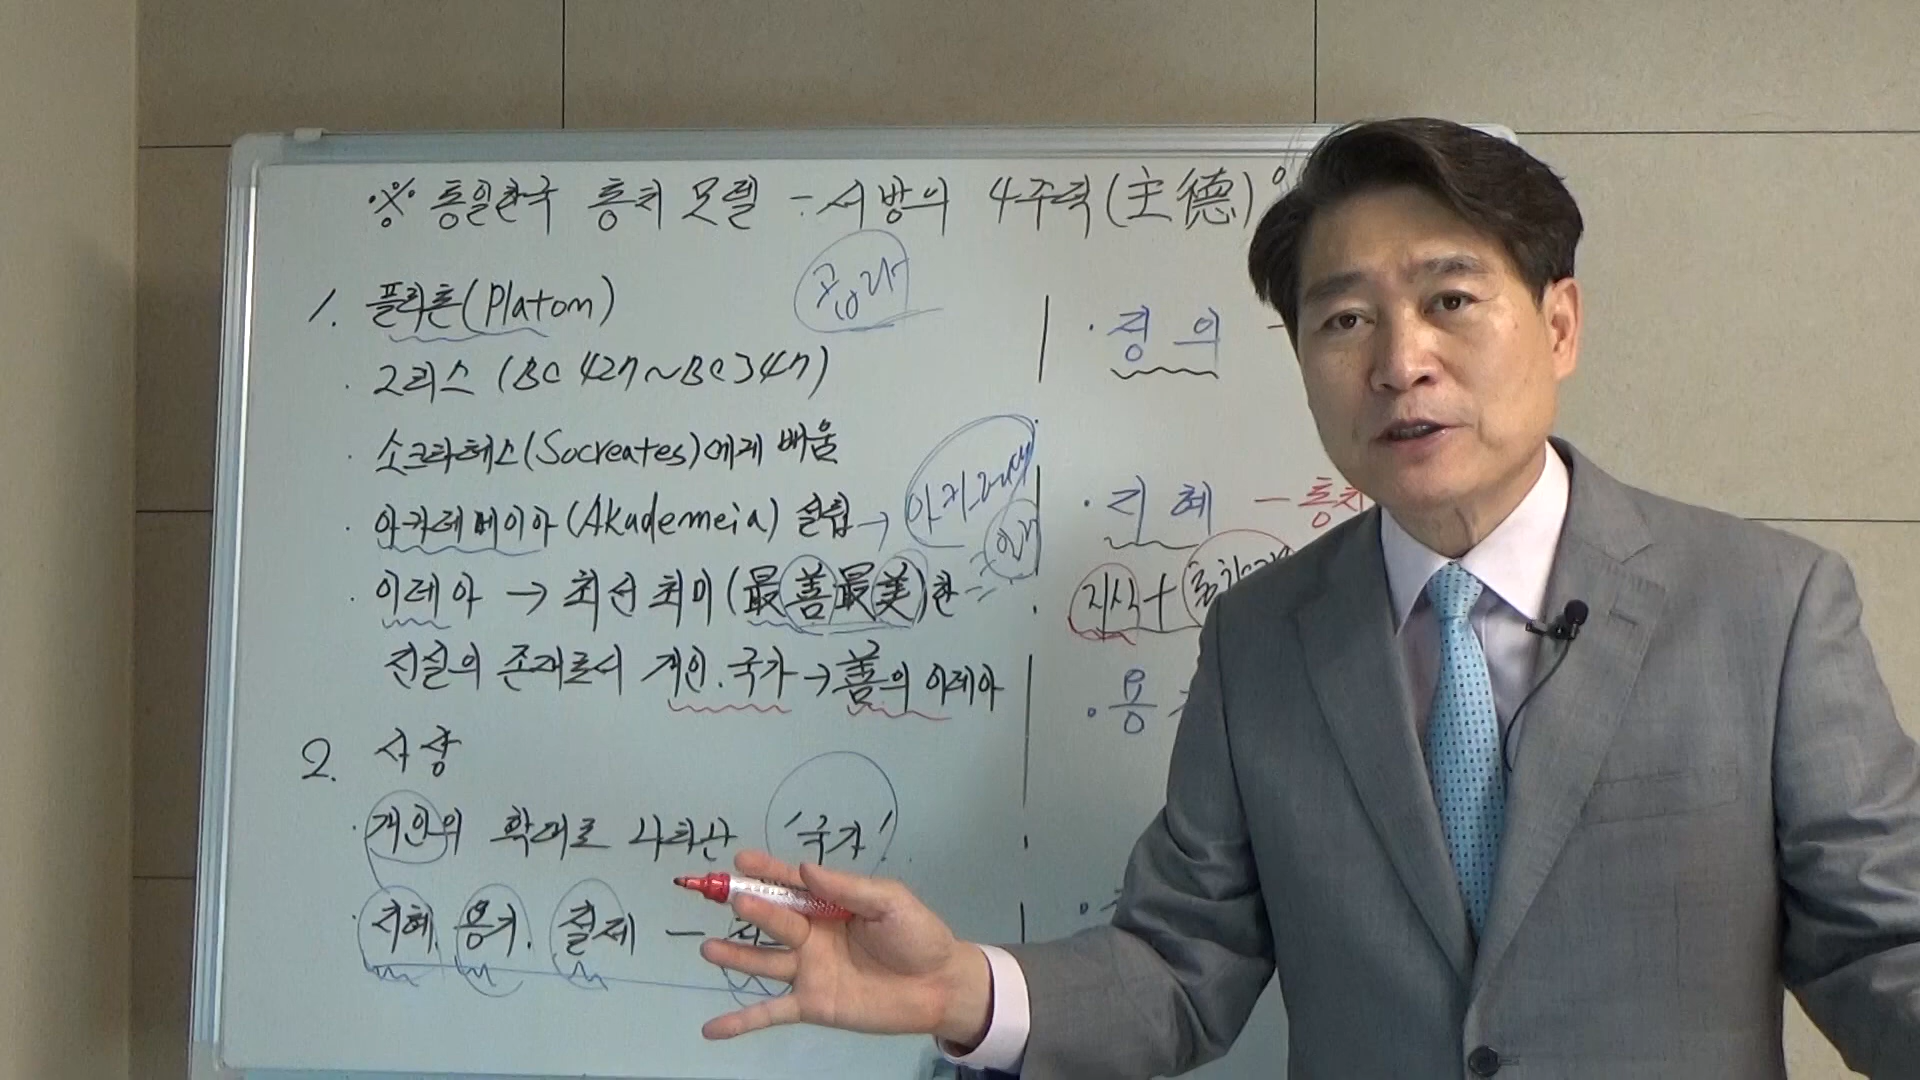 ※ 통일한국 통치 모델 - 서방의 4주덕(主德)
1. 플라톤(Platon)
공과
· 그리스 (BC 427~BC 347)
· 소크라테스(Socreates)에게 배움
· 아카데메이아(Akademeia) 설립 →
· 이데아 → 최선 최미(最善最美)한
진실의 존재로서 개인. 국가 → 善의 이데아
2. 사상
· 개인의 확대로 나타난 '국가'
· 지혜. 용기. 절제 -
· 정의 -
· 지혜 - 통치
지식 +
· 용